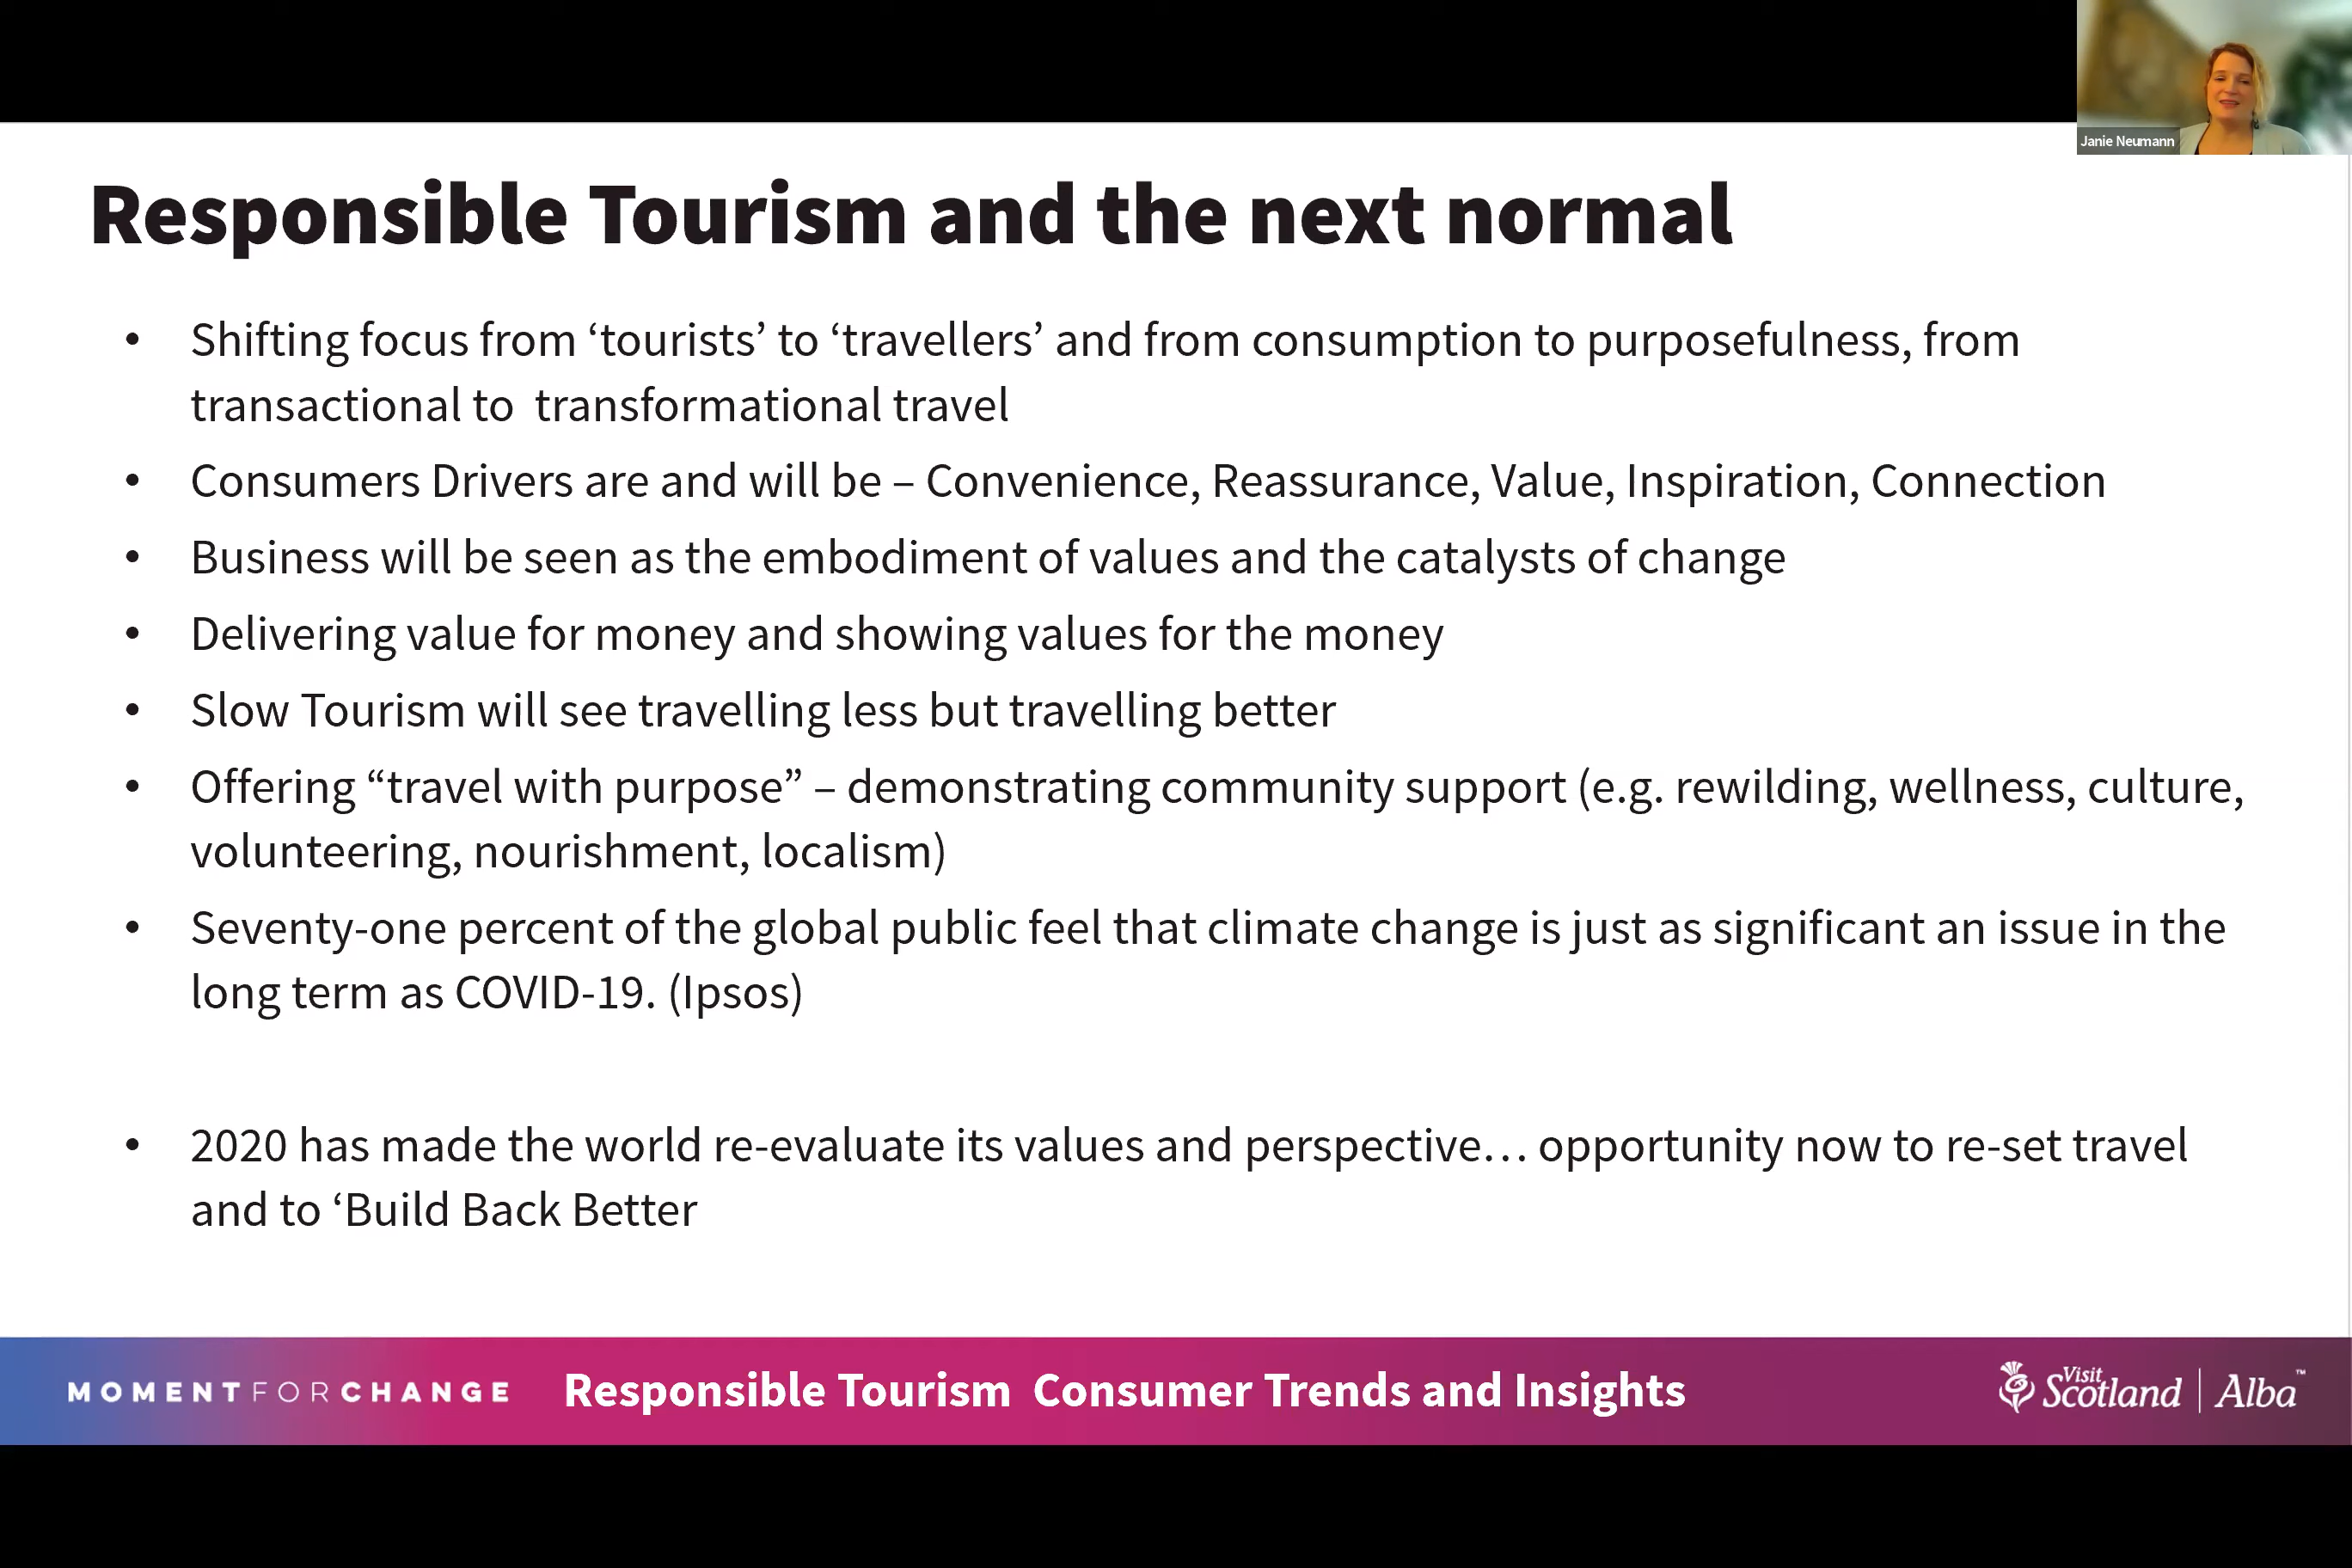 Janie Neumann
Responsible Tourism and the next normal
• Shifting focus from ‘tourists’ to ‘travellers’ and from consumption to purposefulness, from
transactional to  transformational travel
• Consumers Drivers are and will be – Convenience, Reassurance, Value, Inspiration, Connection
• Business will be seen as the embodiment of values and the catalysts of change
• Delivering value for money and showing values for the money
• Slow Tourism will see travelling less but travelling better
• Offering “travel with purpose” – demonstrating community support (e.g. rewilding, wellness, culture,
volunteering, nourishment, localism)
• Seventy-one percent of the global public feel that climate change is just as significant an issue in the
long term as COVID-19. (Ipsos)
• 2020 has made the world re-evaluate its values and perspective… opportunity now to re-set travel
and to ‘Build Back Better
MOMENTFORCHANGE
Responsible Tourism  Consumer Trends and Insights
Visit
Scotland | Alba™